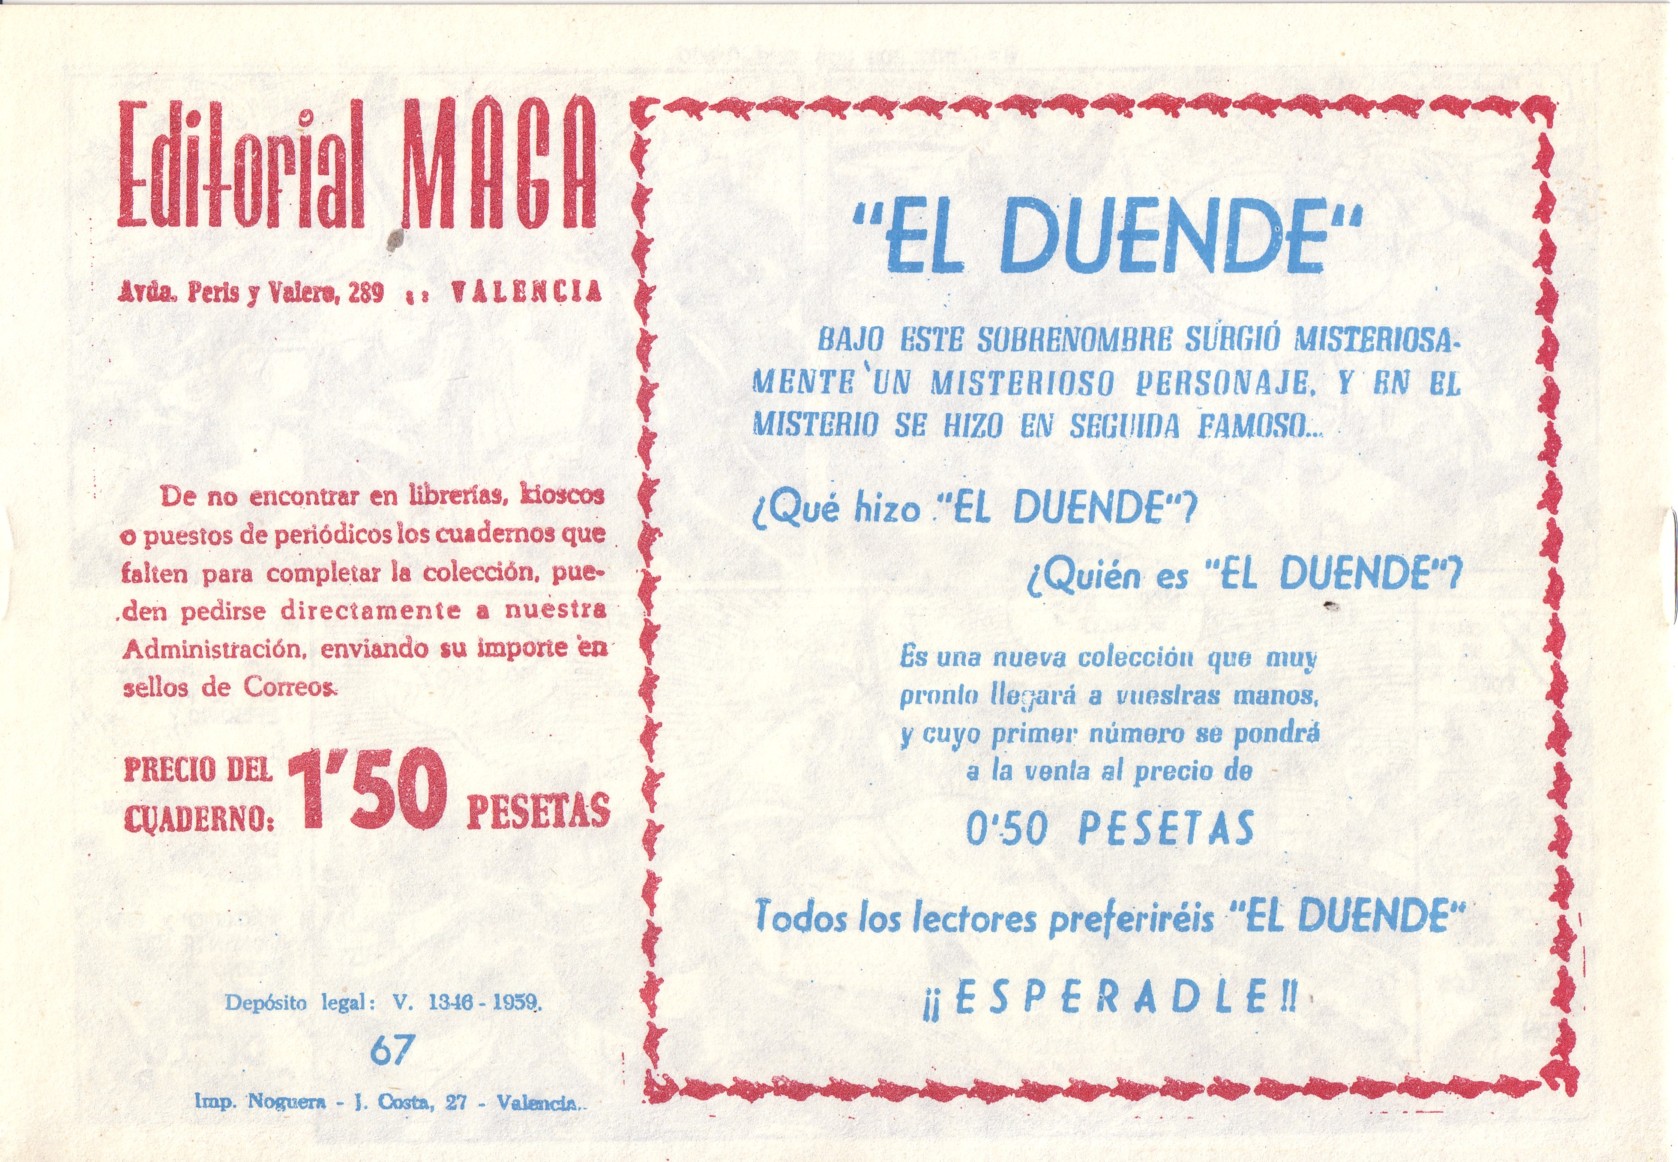 Editorial MAGA
Avda. Peris y Valero, 289 :: VALENCIA
De no encontrar en librerías, kioscos
o puestos de periódicos los cuadernos que
falten para completar la colección, pue-
den pedirse directamente a nuestra
Administración, enviando su importe en
sellos de Correos.
PRECIO DEL
CUADERNO: 1'50 PESETAS
Depósito legal: V. 1346 - 1959.
67
Imp. Noguera - J. Costa, 27 - Valencia.
"EL DUENDE"
BAJO ESTE SOBRENOMBRE SURGIÓ MISTERIOSA-
MENTE UN MISTERIOSO PERSONAJE, Y EN EL
MISTERIO SE HIZO EN SEGUIDA FAMOSO...
¿Qué hizo "EL DUENDE"?
¿Quién es "EL DUENDE"?
Es una nueva colección que muy
pronto llegará a vuestras manos,
y cuyo primer número se pondrá
a la venta al precio de
0'50 PESETAS
Todos los lectores preferiréis "EL DUENDE"
¡¡ESPERADLE!!